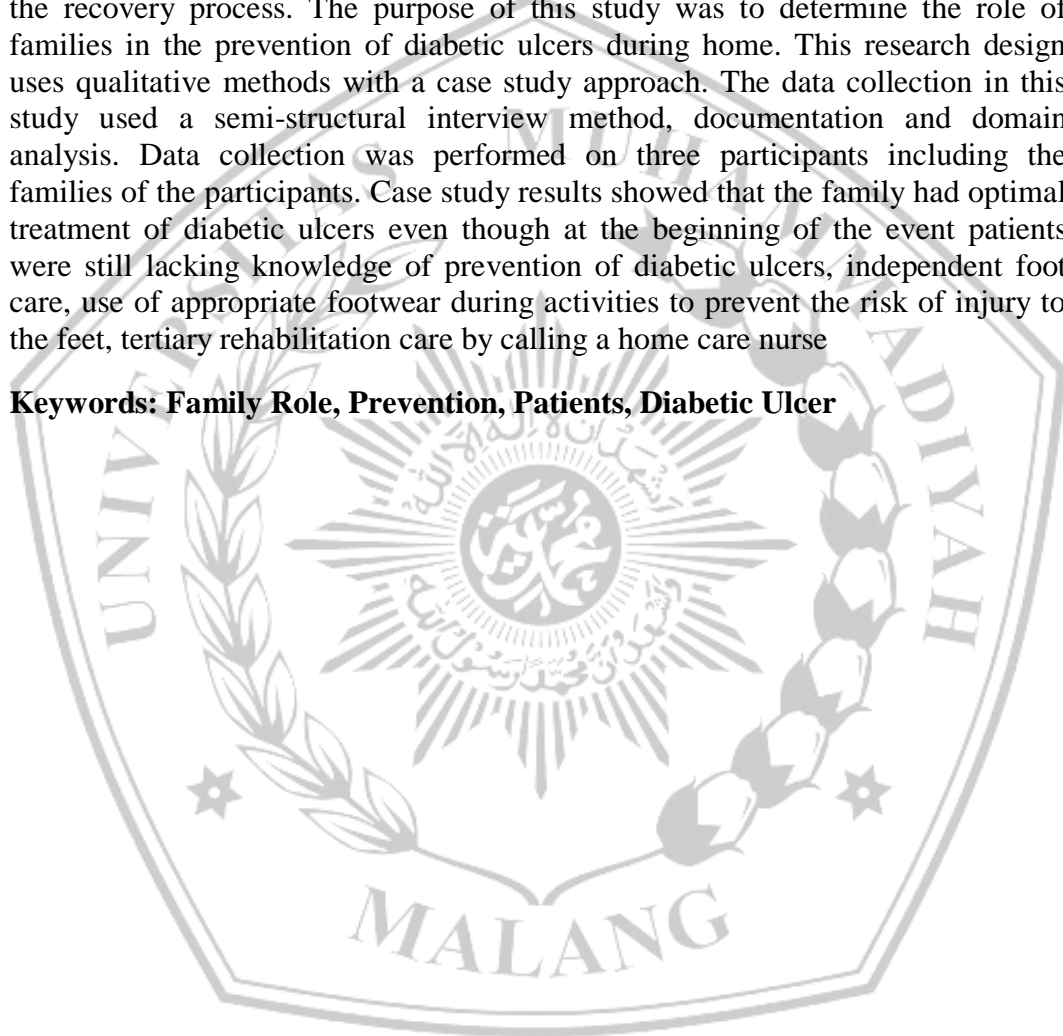 the recovery process. The purpose of this study was to determine the role of
families in the prevention of diabetic ulcers during home. This research design
uses qualitative methods with a case study approach. The data collection in this
study used a semi-structural interview method, documentation and domain
analysis. Data collection was performed on three participants including the
families of the participants. Case study results showed that the family had optimal
treatment of diabetic ulcers even though at the beginning of the event patients
were still lacking knowledge of prevention of diabetic ulcers, independent foot
care, use of appropriate footwear during activities to prevent the risk of injury to
the feet, tertiary rehabilitation care by calling a home care nurse
Keywords: Family Role, Prevention, Patients, Diabetic Ulcer
UNIVERSITAS MUHAMMADIYAH
MALANG